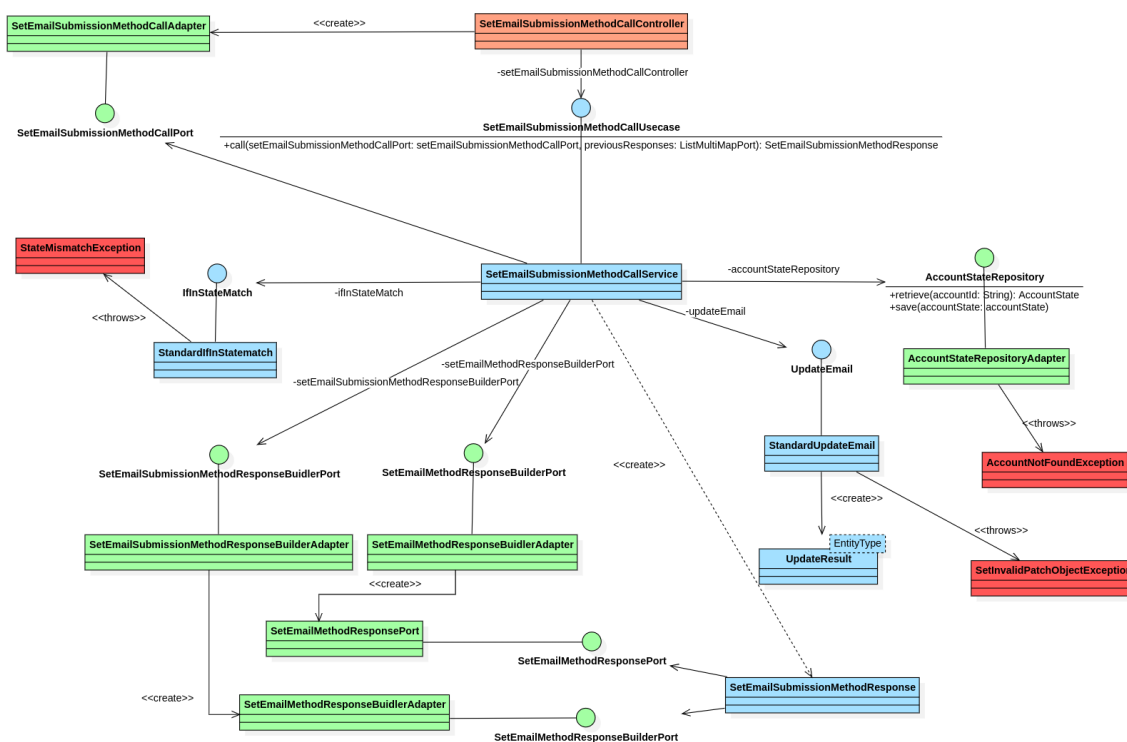 SetEmailSubmissionMethodCallAdapter
<<create>>
SetEmailSubmissionMethodCallController
-setEmailSubmissionMethodCallController
SetEmailSubmissionMethodCallPort
SetEmailSubmissionMethodCallUsecase
+call(setEmailSubmissionMethodCallPort: setEmailSubmissionMethodCallPort, previousResponses: ListMultiMapPort): SetEmailSubmissionMethodResponse
StateMismatchException
IfInStateMatch
-ifInStateMatch
SetEmailSubmissionMethodCallService
-accountStateRepository
AccountStateRepository
+retrieve(accountId: String): AccountState
+save(accountState: accountState)
<<throws>>
-updateEmail
StandardIfInStatematch
UpdateEmail
AccountStateRepositoryAdapter
-setEmailMethodResponseBuilderPort
-setEmailSubmissionMethodResponseBuilderPort
<<throws>>
SetEmailSubmissionMethodResponseBuidlerPort
SetEmailMethodResponseBuilderPort
<<create>>
StandardUpdateEmail
AccountNotFoundException
<<create>>
<<throws>>
SetEmailSubmissionMethodResponseBuilderAdapter
SetEmailMethodResponseBuidlerAdapter
EntityType
UpdateResult
SetInvalidPatchObjectException
<<create>>
SetEmailMethodResponsePort
SetEmailMethodResponsePort
<<create>>
SetEmailMethodResponseBuidlerAdapter
SetEmailSubmissionMethodResponse
SetEmailMethodResponseBuilderPort